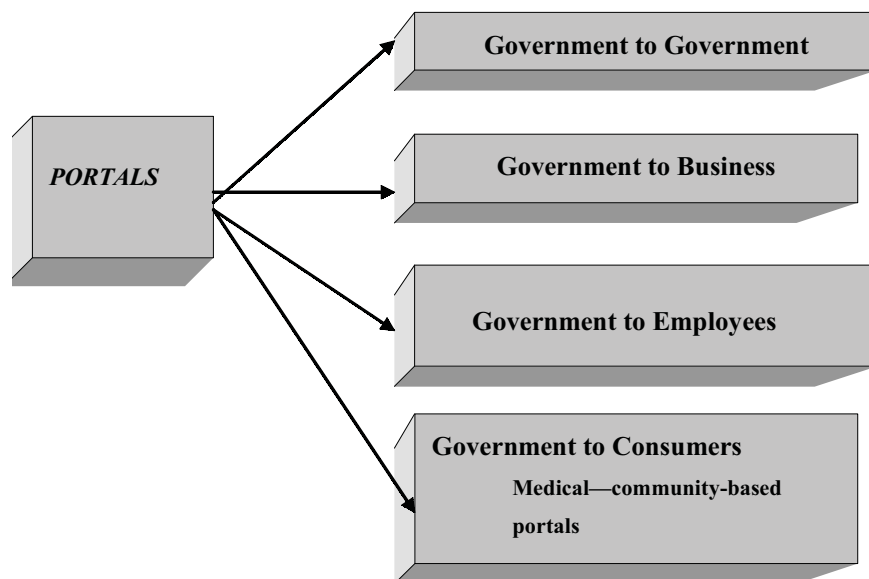 PORTALS
Government to Government
Government to Business
Government to Employees
Government to Consumers
Medical—community-based
portals